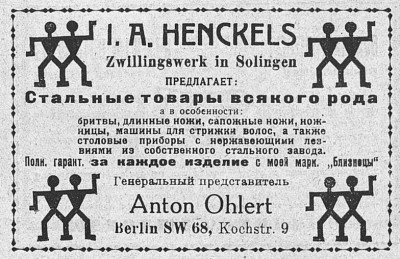 I. A. HENCKELS
Zwillingswerk in Solingen
ПРЕДЛАГАЕТ:
Стальные товары всякого рода
а в особенности:
бритвы, длинные ножи, сапожные ножи, нож-
ницы, машины для стрижки волос, а также
столовые приборы с нержавеющими лез-
виями из собственного стального завода.
Полн. гарант. за каждое изделие с моей марк. „Близнецы"
Генеральный представитель
Anton Ohlert
Berlin SW 68, Kochstr. 9